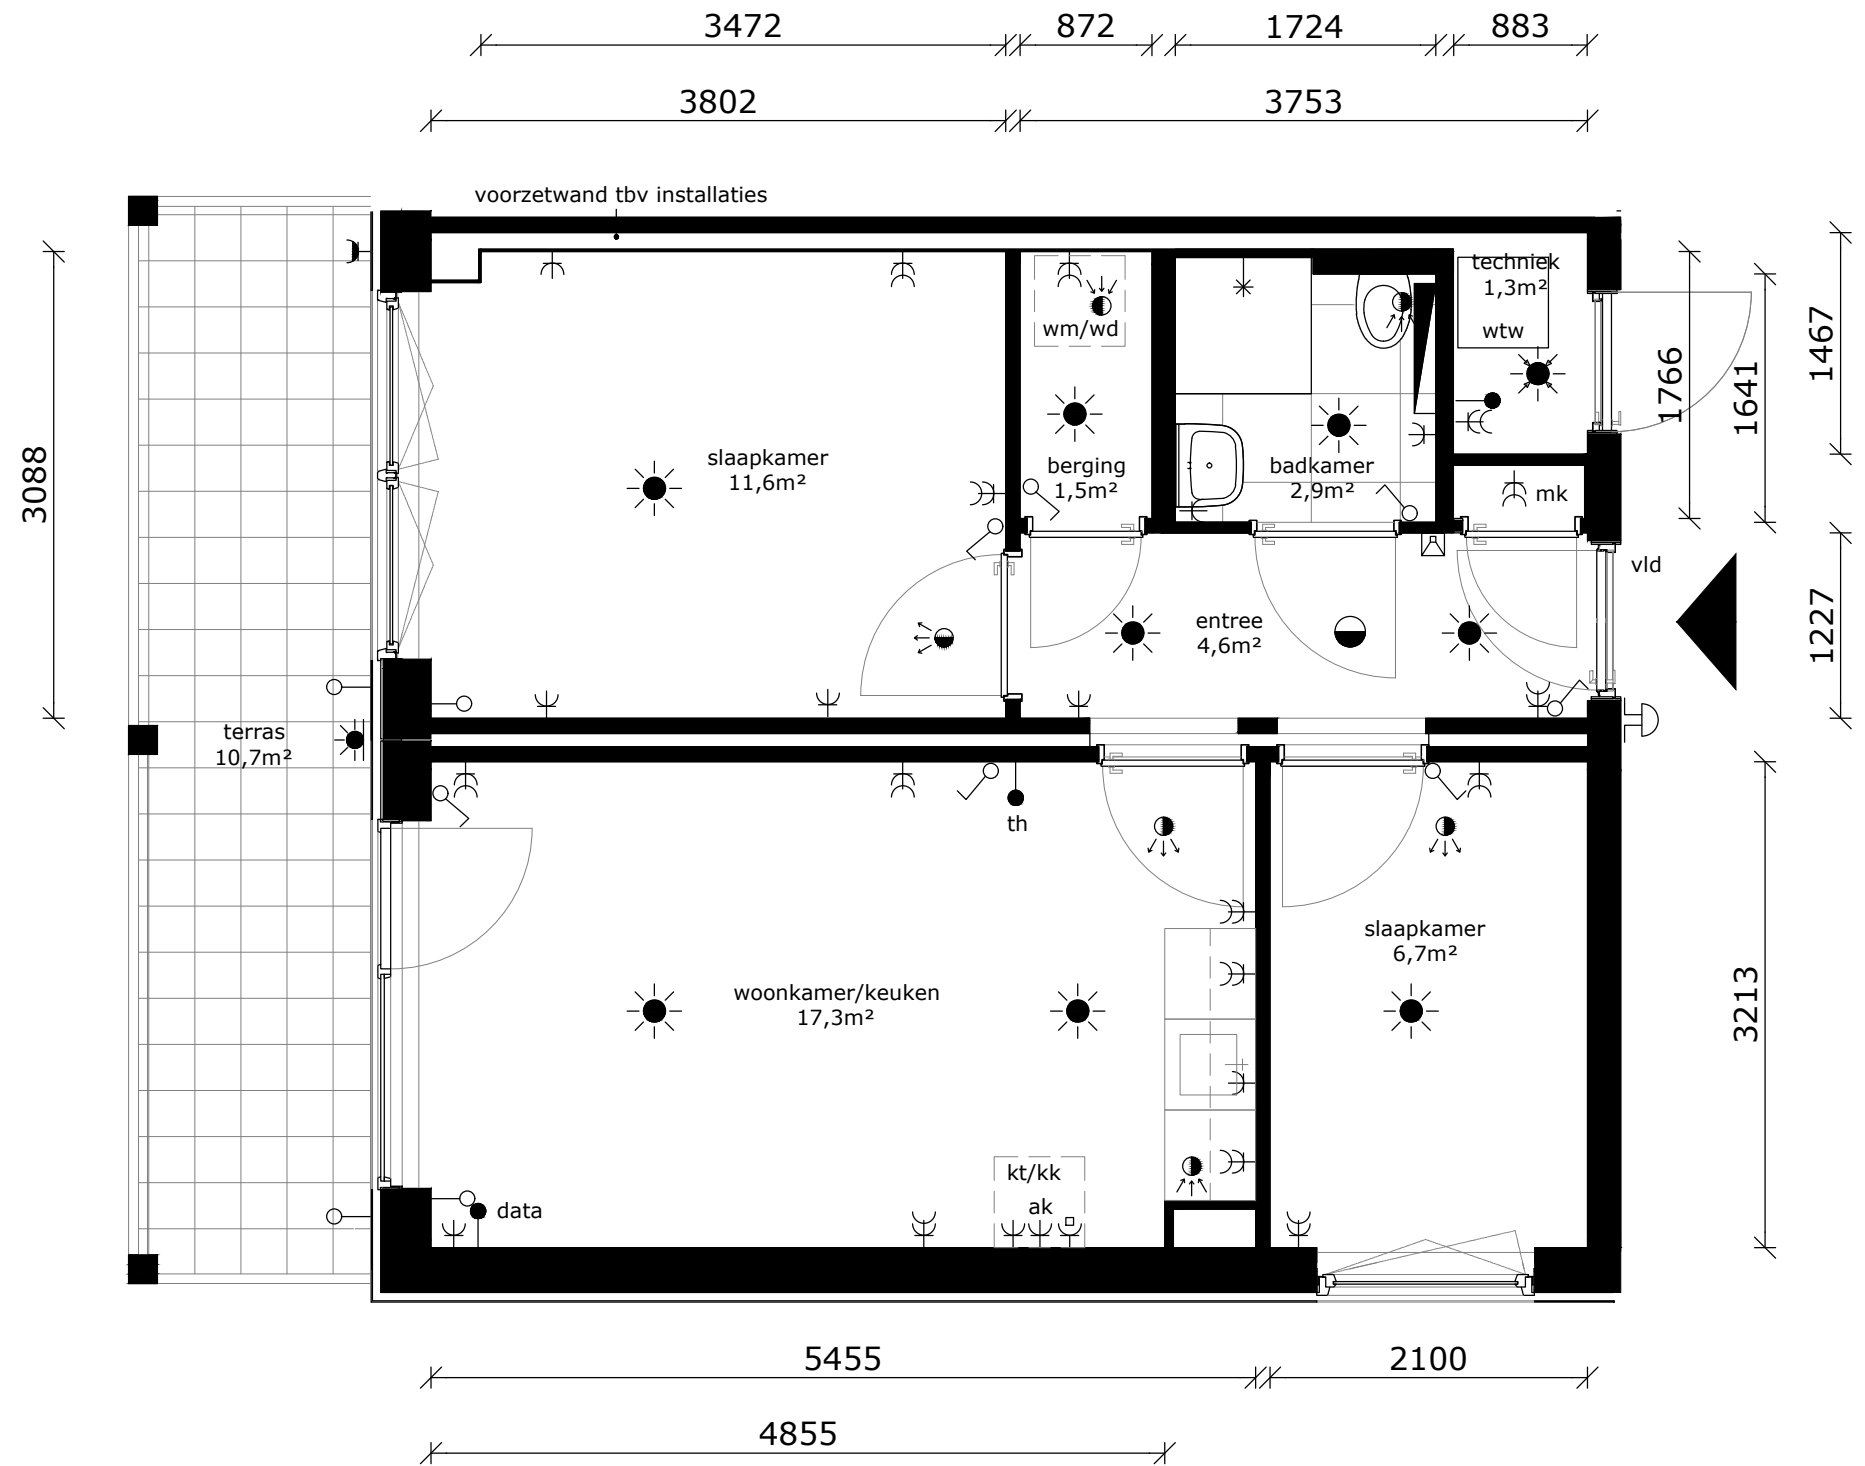 3472 872 1724 883
3802 3753
voorzetwand tbv installaties
techniek
1,3m²
wtw
wm/wd
1467
1766
1641
3088
slaapkamer
11,6m²
berging
1,5m²
badkamer
2,9m²
mk
vld
entree
4,6m²
1227
terras
10,7m²
th
slaapkamer
6,7m²
woonkamer/keuken
17,3m²
3213
kt/kk
ak
data
5455 2100
4855